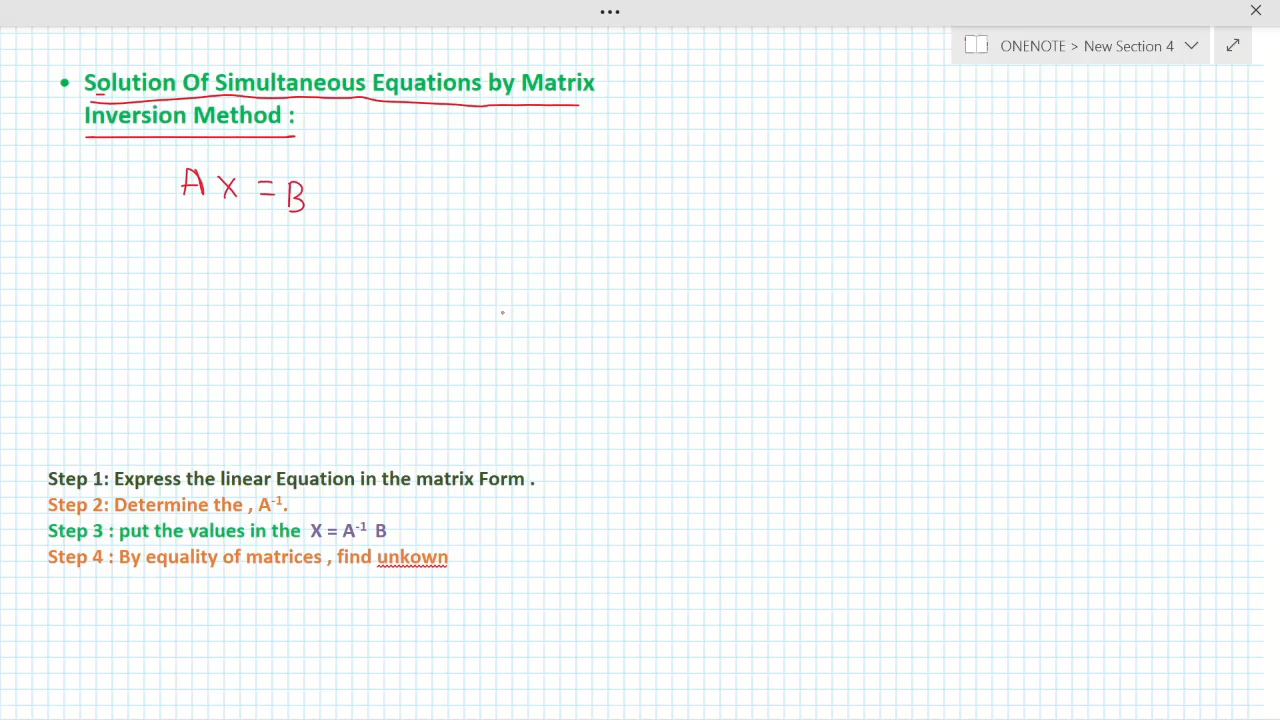 ONENOTE > New Section 4
• Solution Of Simultaneous Equations by Matrix
Inversion Method :
A X = B
Step 1: Express the linear Equation in the matrix Form .
Step 2: Determine the , A⁻¹.
Step 3 : put the values in the X = A⁻¹ B
Step 4 : By equality of matrices , find unkown